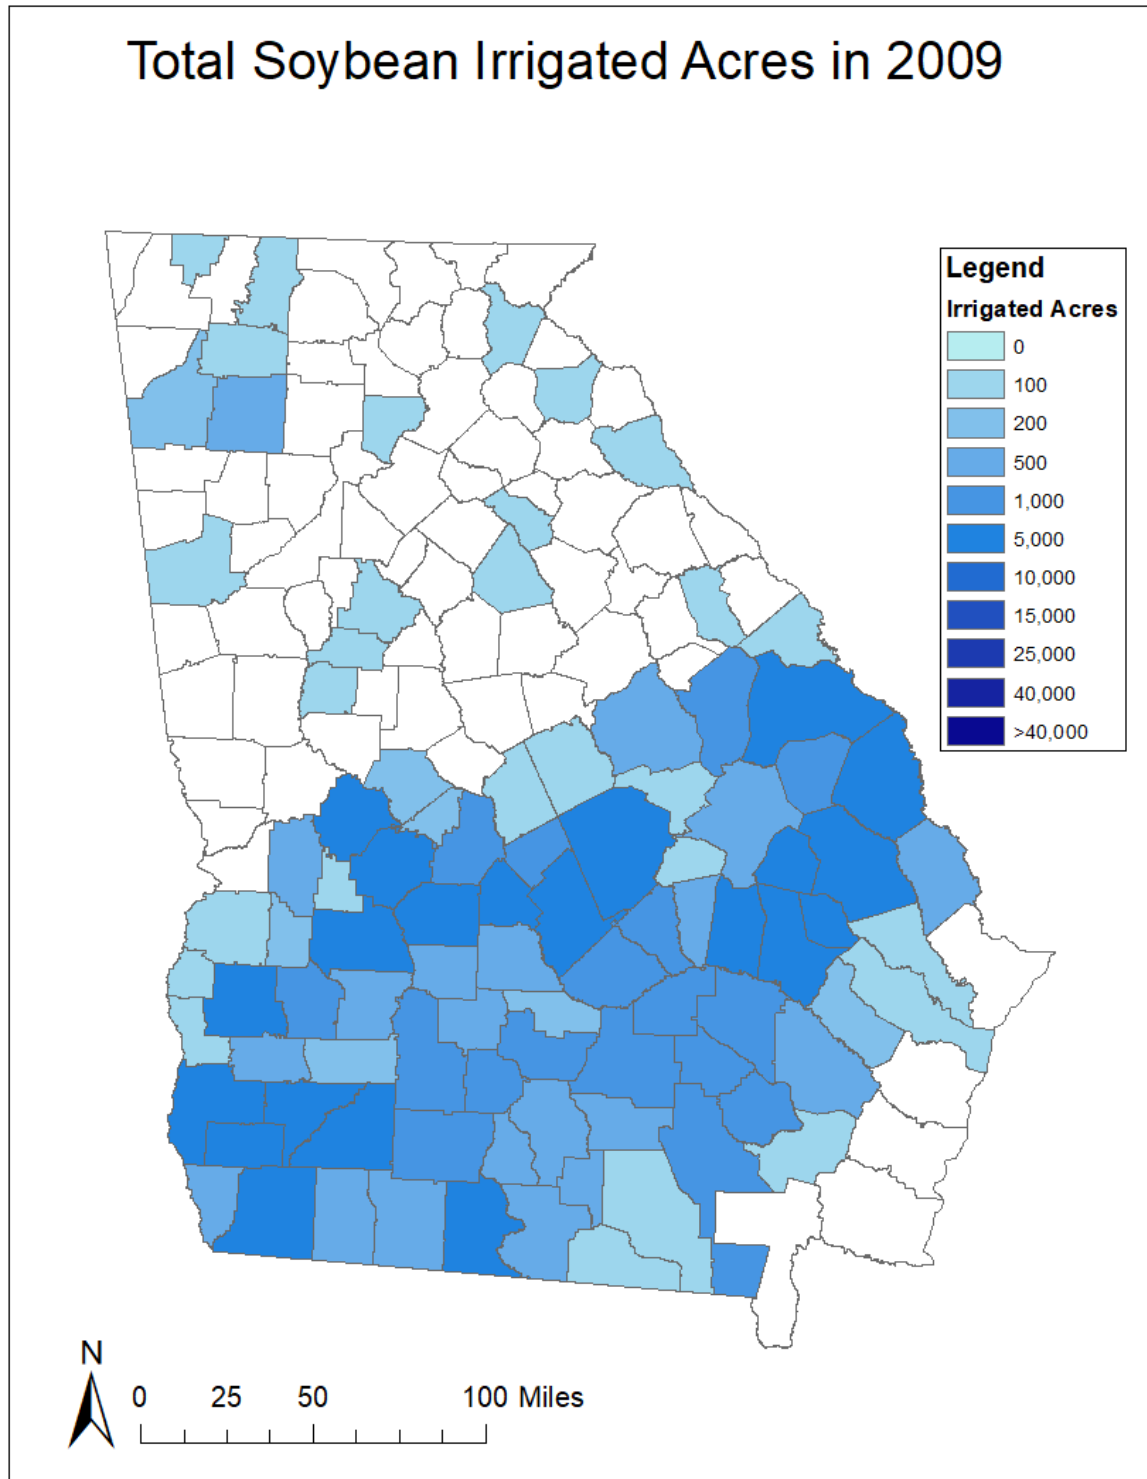 Total Soybean Irrigated Acres in 2009
Legend
Irrigated Acres
0
100
200
500
1,000
5,000
10,000
15,000
25,000
40,000
>40,000
N
0 25 50 100 Miles